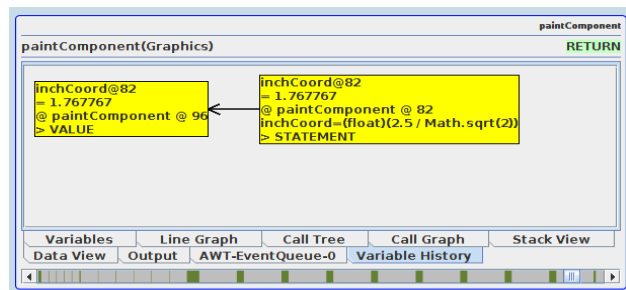 paintComponent
paintComponent(Graphics) RETURN
inchCoord@82
= 1.767767
@ paintComponent @ 96
> VALUE
inchCoord@82
= 1.767767
@ paintComponent @ 82
inchCoord=(float)(2.5 / Math.sqrt(2))
> STATEMENT
Variables Line Graph Call Tree Call Graph Stack View
Data View Output AWT-EventQueue-0 Variable History